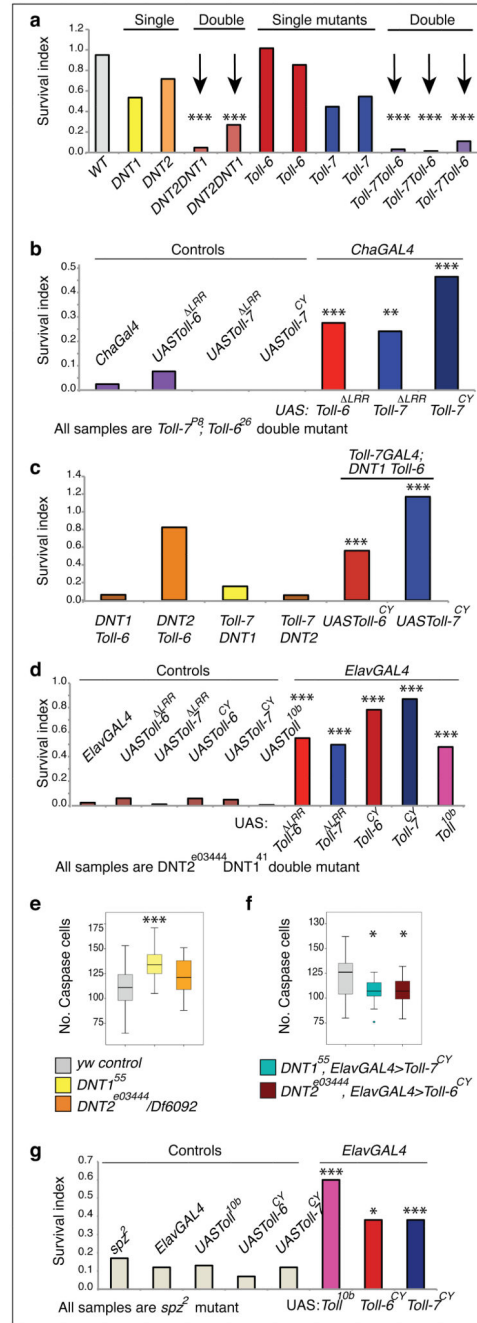 a
Single Double Single mutants Double
Survival index
1.2
1.0
0.8
0.6
0.4
0.2
0.0
*** *** *** *** ***
WT DNT1 DNT2 DNT2DNT1 DNT2DNT1 Toll-6 Toll-6 Toll-7 Toll-7 Toll-7Toll-6 Toll-7Toll-6 Toll-7Toll-6
b
Controls ChaGAL4
Survival index
0.5
0.4
0.3
0.2
0.1
0.0
ChaGal4 UASToll-6ΔLRR UASToll-7ΔLRR UASToll-7CY
*** ** ***
UAS: Toll-6ΔLRR Toll-7ΔLRR Toll-7CY
All samples are Toll-7P8; Toll-626 double mutant
c
Toll-7GAL4;
DNT1 Toll-6
Survival index
1.4
1.2
1.0
0.8
0.6
0.4
0.2
0.0
*** ***
DNT1 DNT2 Toll-7 Toll-7 UASToll-6CY UASToll-7CY
Toll-6 Toll-6 DNT1 DNT2
d
Controls ElavGAL4
Survival index
1.0
0.8
0.6
0.4
0.2
0.0
ElavGAL4 UASToll-6ΔLRR UASToll-7ΔLRR UASToll-6CY UASToll-7CY UASToll10b
*** *** *** *** ***
UAS: Toll-6ΔLRR Toll-7ΔLRR Toll-6CY Toll-7CY Toll10b
All samples are DNT2e03444 DNT141 double mutant
e
No. Caspase cells
175
150
125
100
75
***
yw control
DNT155
DNT2e03444/Df6092
f
No. Caspase cells
130
125
100
75
* *
DNT155, ElavGAL4>Toll-7CY
DNT2e03444, ElavGAL4>Toll-6CY
g
Controls ElavGAL4
Survival index
0.6
0.5
0.4
0.3
0.1
0.0
spz2 ElavGAL4 UASToll10b UASToll-6CY UASToll-7CY
*** * ***
All samples are spz2 mutant UAS:Toll10b Toll-6CY Toll-7CY